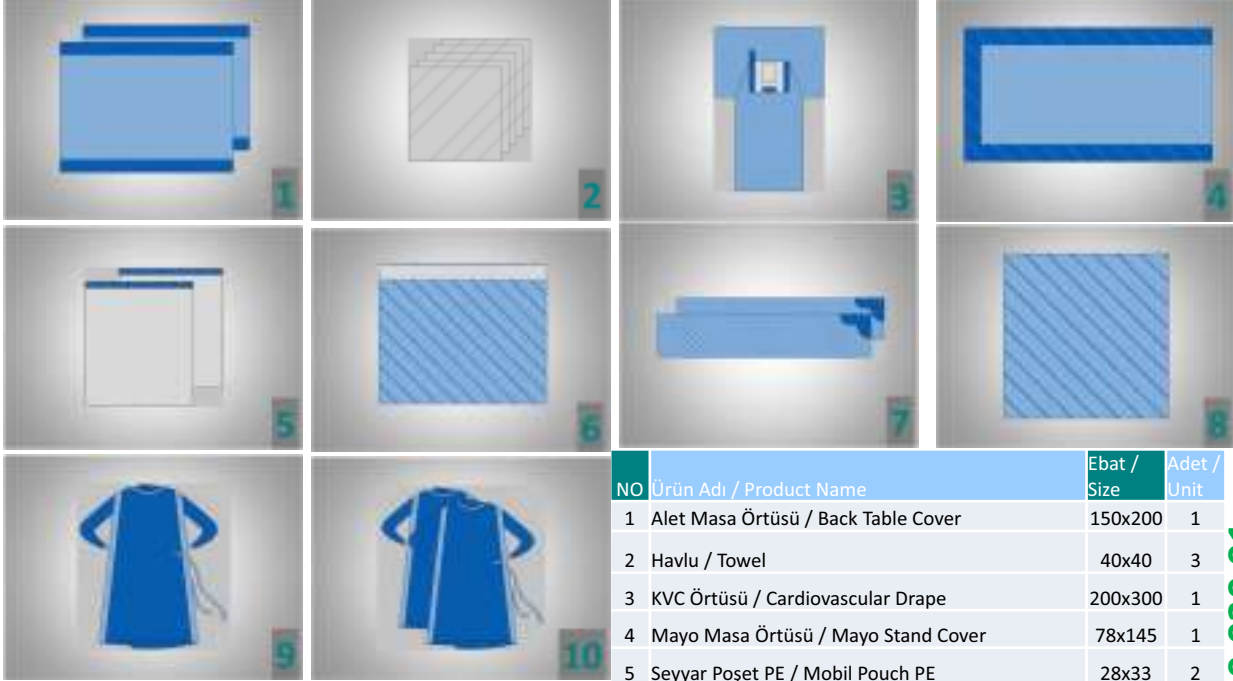 1
2
3
4
5
6
7
8
9
10
NO Ürün Adı / Product Name Ebat / Size Adet / Unit
1 Alet Masa Örtüsü / Back Table Cover 150x200 1
2 Havlu / Towel 40x40 3
3 KVC Örtüsü / Cardiovascular Drape 200x300 1
4 Mayo Masa Örtüsü / Mayo Stand Cover 78x145 1
5 Seyyar Poşet PE / Mobil Pouch PE 28x33 2